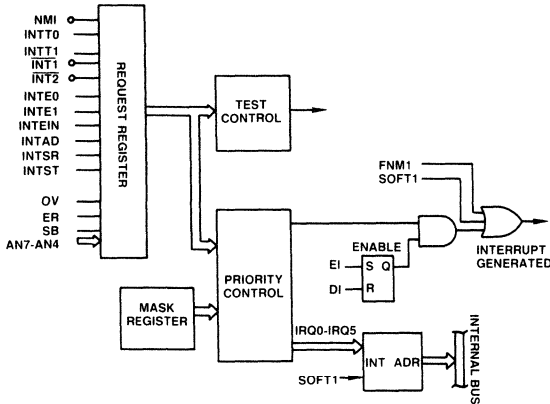 NMI
INTT0
INTT1
INT1
INT2
INTE0
INTE1
INTEIN
INTAD
INTSR
INTST
OV
ER
SB
AN7-AN4
REQUEST REGISTER
TEST
CONTROL
FNM1
SOFT1
INTERRUPT
GENERATED
ENABLE
EI
S Q
DI
R
PRIORITY
CONTROL
MASK
REGISTER
IRQ0-IRQ5
INT ADR
SOFT1
INTERNAL BUS